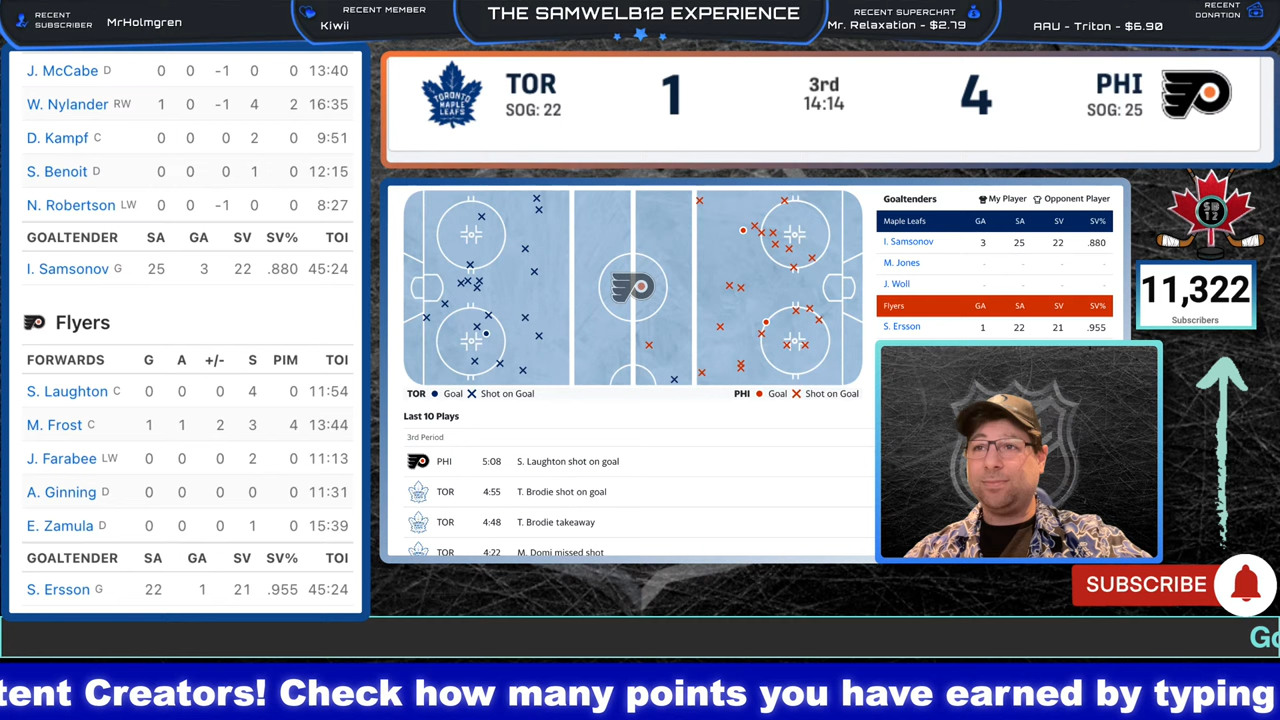 RECENT SUBSCRIBER MrHolmgren
RECENT MEMBER
Kiwii
THE SAMWELB12 EXPERIENCE
RECENT SUPERCHAT
Mr. Relaxation - $2.79
RECENT DONATION
AAU - Triton - $6.90
J. McCabe D 0 0 -1 0 0 13:40
W. Nylander RW 1 0 -1 4 2 16:35
D. Kampf C 0 0 0 2 0 9:51
S. Benoit D 0 0 0 1 0 12:15
N. Robertson LW 0 0 -1 0 0 8:27
GOALTENDER SA GA SV SV% TOI
I. Samsonov G 25 3 22 .880 45:24
Flyers
FORWARDS G A +/- S PIM TOI
S. Laughton C 0 0 0 4 0 11:54
M. Frost C 1 1 2 3 4 13:44
J. Farabee LW 0 0 0 2 0 11:13
A. Ginning D 0 0 0 0 0 11:31
E. Zamula D 0 0 0 1 0 15:39
GOALTENDER SA GA SV SV% TOI
S. Ersson G 22 1 21 .955 45:24
TORONTO MAPLE LEAFS
TOR 1 3rd 4 PHI
SOG: 22 14:14 SOG: 25
TOR Goal Shot on Goal PHI Goal Shot on Goal
Last 10 Plays
3rd Period
PHI 5:08 S. Laughton shot on goal
TOR 4:55 T. Brodie shot on goal
TOR 4:48 T. Brodie takeaway
TOR 4:22 M. Domi missed shot
Goaltenders My Player Opponent Player
Maple Leafs GA SA SV SV%
I. Samsonov 3 25 22 .880
M. Jones - - - -
J. Woll - - - -
Flyers GA SA SV SV%
S. Ersson 1 22 21 .955
SB
12
11,322
Subscribers
SUBSCRIBE
Go
tent Creators! Check how many points you have earned by typing